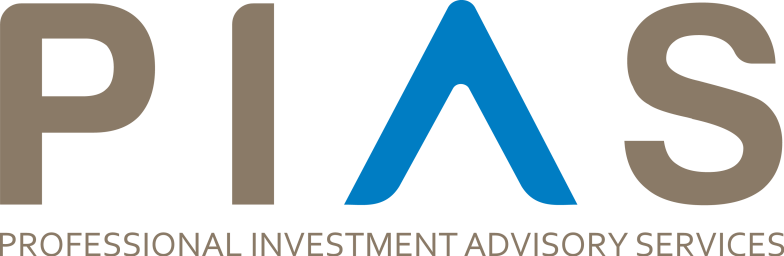 PIAS
PROFESSIONAL INVESTMENT ADVISORY SERVICES